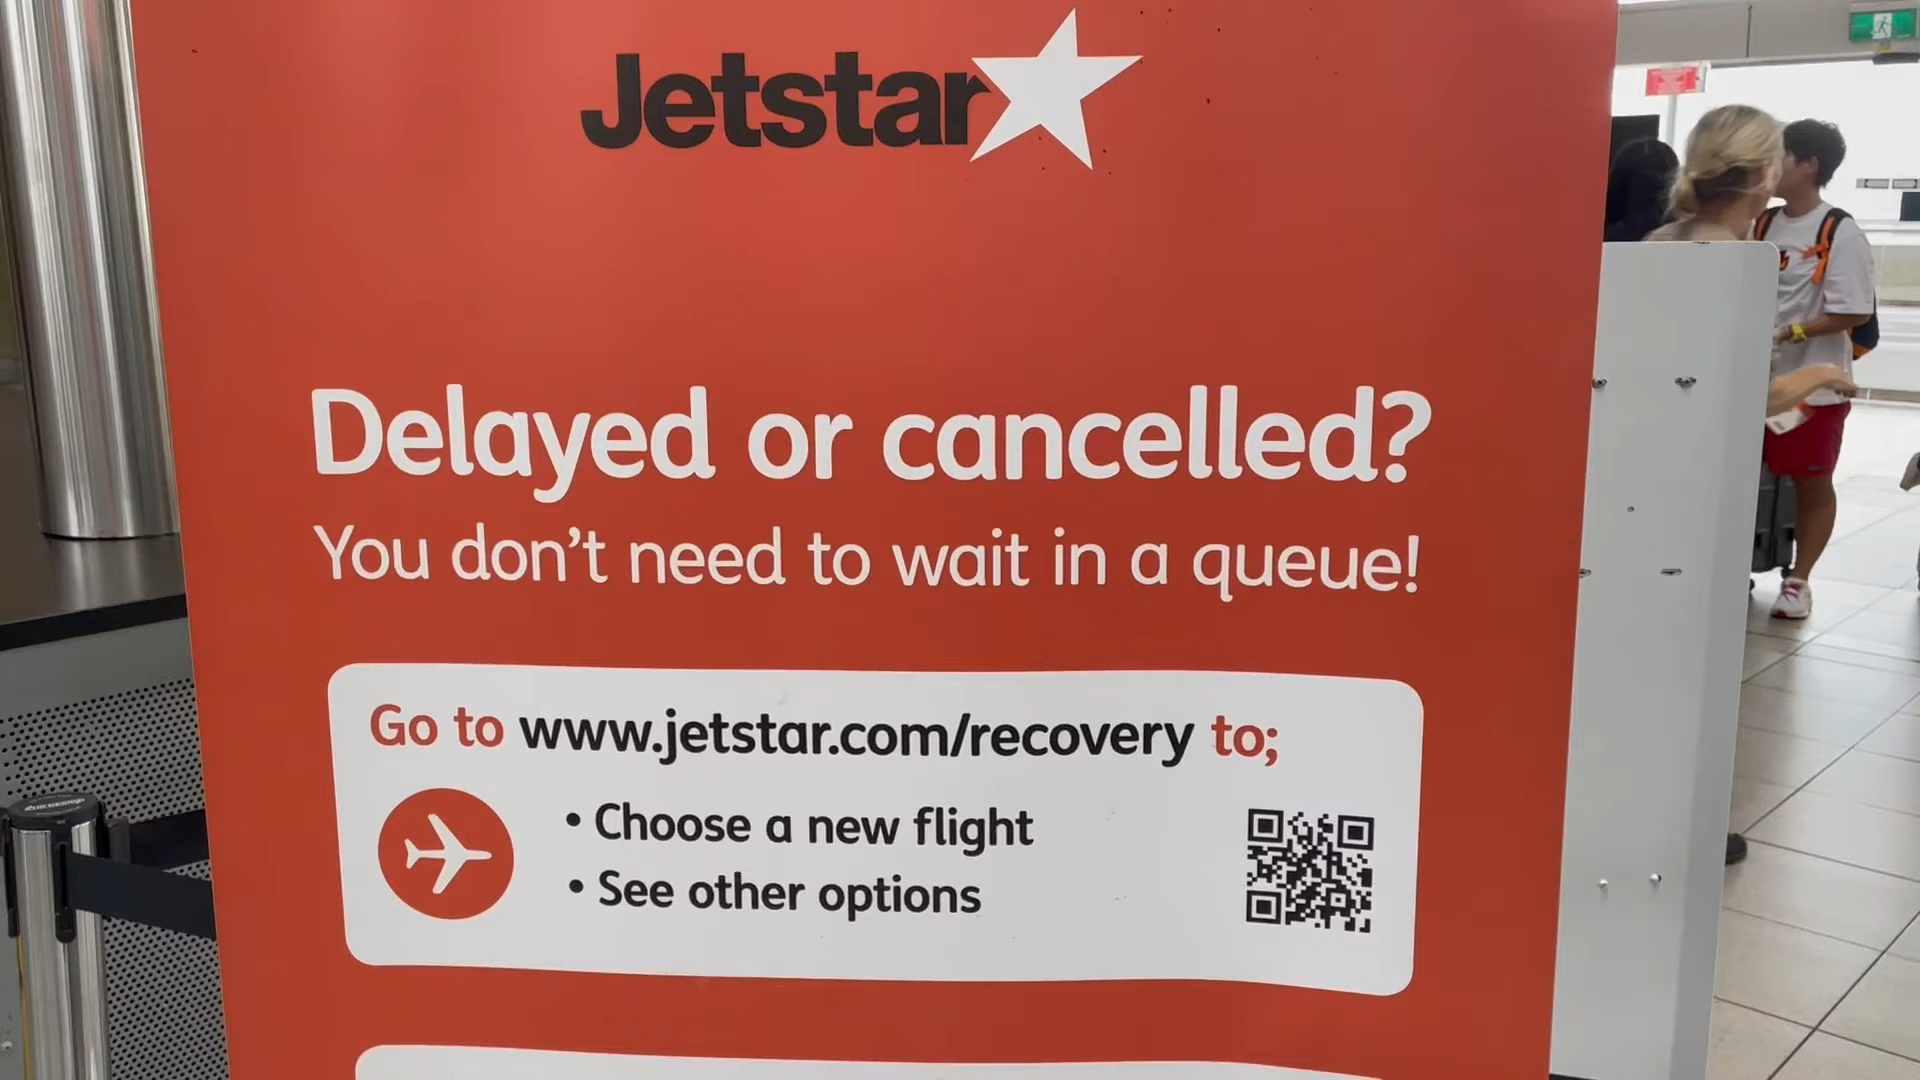 Jetstar
Delayed or cancelled?
You don't need to wait in a queue!
Go to www.jetstar.com/recovery to;
• Choose a new flight
• See other options